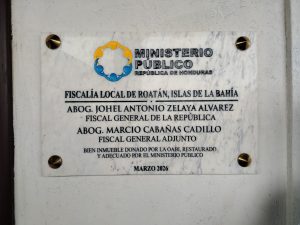 MINISTERIO
PÚBLICO
REPÚBLICA DE HONDURAS
FISCALÍA LOCAL DE ROATÁN, ISLAS DE LA BAHÍA
ABOG. JOHEL ANTONIO ZELAYA ALVAREZ
FISCAL GENERAL DE LA REPÚBLICA
ABOG. MARCIO CABAÑAS CADILLO
FISCAL GENERAL ADJUNTO
BIEN INMUEBLE DONADO POR LA OABI, RESTAURADO
Y ADECUADO POR EL MINISTERIO PÚBLICO
MARZO 2026